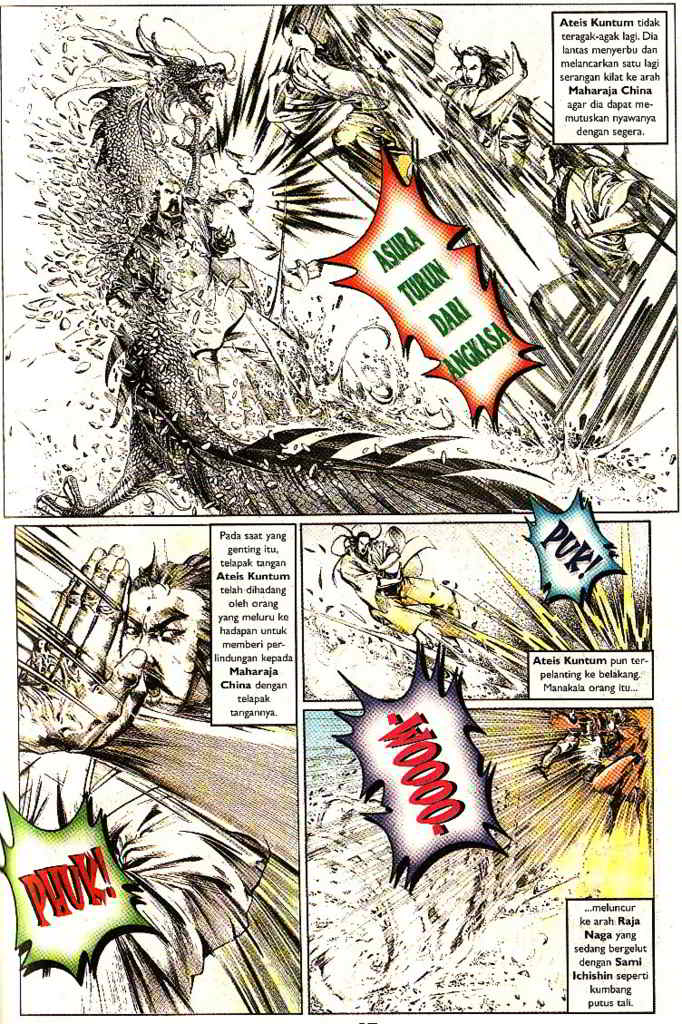 Ateis Kuntum tidak
teragak-agak lagi. Dia
lantas menyerbu dan
melancarkan satu lagi
serangan kilat ke arah
Maharaja China
agar dia dapat me-
mutuskan nyawanya
dengan segera.
ASURA
TURUN
DARI
ANGKASA
Pada saat yang
genting itu,
telapak tangan
Ateis Kuntum
telah dihadang
oleh orang
yang meluru ke
hadapan untuk
memberi per-
lindungan kepada
Maharaja
China dengan
telapak
tangannya.
PHUK!
PUK!
Ateis Kuntum pun ter-
pelanting ke belakang.
Manakala orang itu...
-WOOOO-
...meluncur
ke arah Raja
Naga yang
sedang bergelut
dengan Sami
Ichishin seperti
kumbang
putus tali.